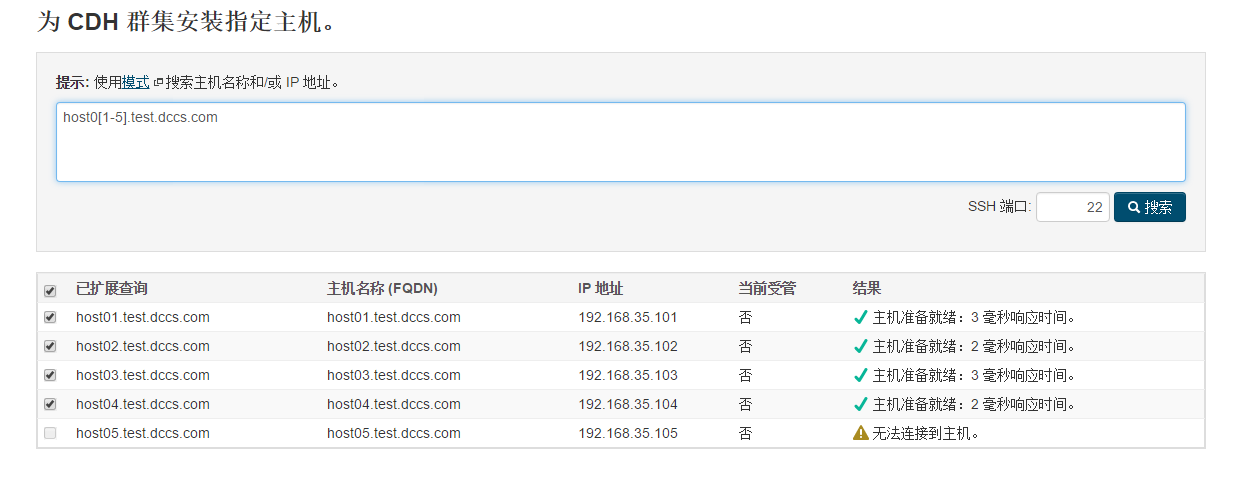 为 CDH 群集安装指定主机。
提示: 使用模式 搜索主机名称和/或 IP 地址。
host0[1-5].test.dccs.com
SSH 端口: 22 搜索
已扩展查询 主机名称 (FQDN) IP 地址 当前受管 结果
host01.test.dccs.com host01.test.dccs.com 192.168.35.101 否 主机准备就绪：3 毫秒响应时间。
host02.test.dccs.com host02.test.dccs.com 192.168.35.102 否 主机准备就绪：2 毫秒响应时间。
host03.test.dccs.com host03.test.dccs.com 192.168.35.103 否 主机准备就绪：3 毫秒响应时间。
host04.test.dccs.com host04.test.dccs.com 192.168.35.104 否 主机准备就绪：2 毫秒响应时间。
host05.test.dccs.com host05.test.dccs.com 192.168.35.105 否 无法连接到主机。